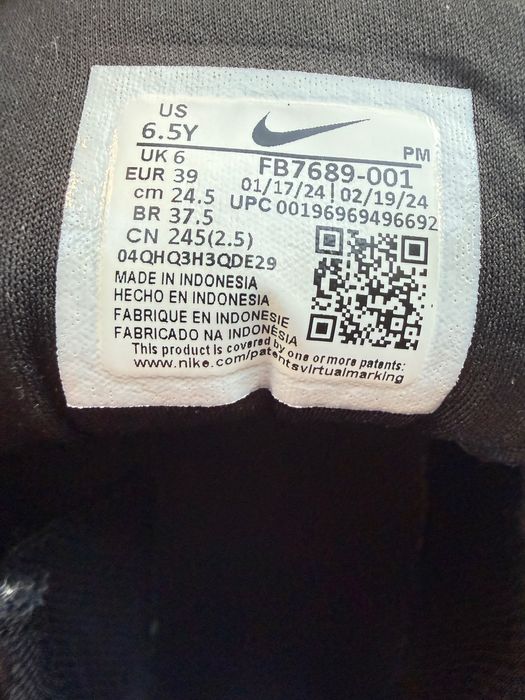 US
6.5Y
PM
UK 6
FB7689-001
EUR 39
01/17/24 | 02/19/24
cm 24.5
UPC 00196969496692
BR 37.5
CN 245(2.5)
04QHQ3H3QDE29
MADE IN INDONESIA
HECHO EN INDONESIA
FABRIQUE EN INDONESIE
FABRICADO NA INDONÉSIA
This product is covered by one or more patents:
www.nike.com/patentsvirtualmarking